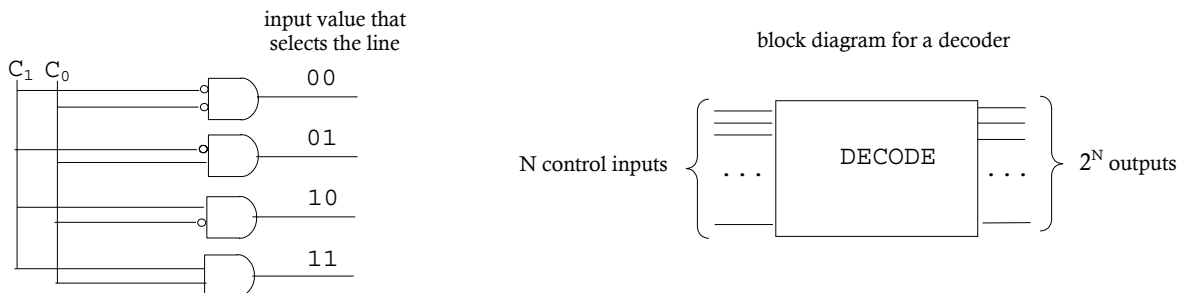 input value that
selects the line
block diagram for a decoder
C₁ C₀
00
01
10
11
N control inputs
...
DECODE
...
2ᴺ outputs